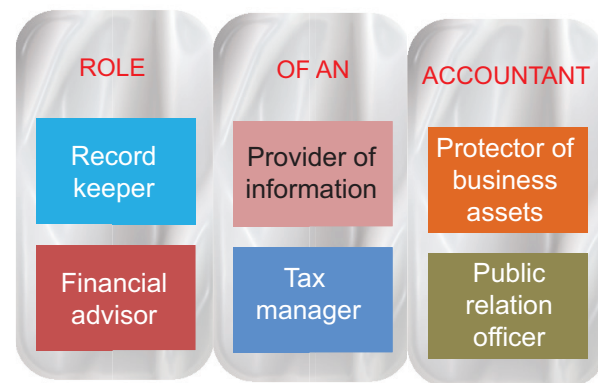 ROLE
OF AN
ACCOUNTANT
Record
keeper
Provider of
information
Protector of
business
assets
Financial
advisor
Tax
manager
Public
relation
officer